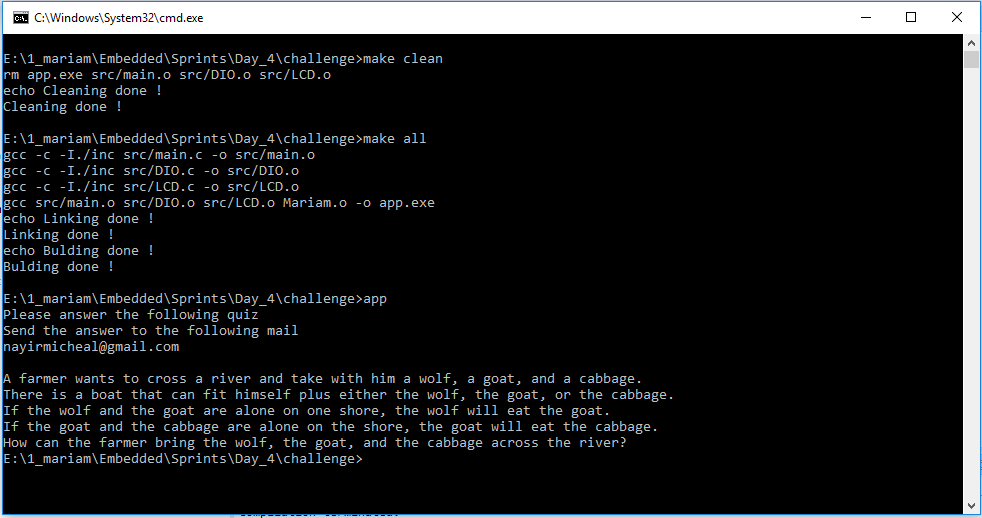 C:\Windows\System32\cmd.exe
E:\1_mariam\Embedded\Sprints\Day_4\challenge>make clean
rm app.exe src/main.o src/DIO.o src/LCD.o
echo Cleaning done !
Cleaning done !
E:\1_mariam\Embedded\Sprints\Day_4\challenge>make all
gcc -c -I./inc src/main.c -o src/main.o
gcc -c -I./inc src/DIO.c -o src/DIO.o
gcc -c -I./inc src/LCD.c -o src/LCD.o
gcc src/main.o src/DIO.o src/LCD.o Mariam.o -o app.exe
echo Linking done !
Linking done !
echo Bulding done !
Bulding done !
E:\1_mariam\Embedded\Sprints\Day_4\challenge>app
Please answer the following quiz
Send the answer to the following mail
nayirmicheal@gmail.com
A farmer wants to cross a river and take with him a wolf, a goat, and a cabbage.
There is a boat that can fit himself plus either the wolf, the goat, or the cabbage.
If the wolf and the goat are alone on one shore, the wolf will eat the goat.
If the goat and the cabbage are alone on the shore, the goat will eat the cabbage.
How can the farmer bring the wolf, the goat, and the cabbage across the river?
E:\1_mariam\Embedded\Sprints\Day_4\challenge>